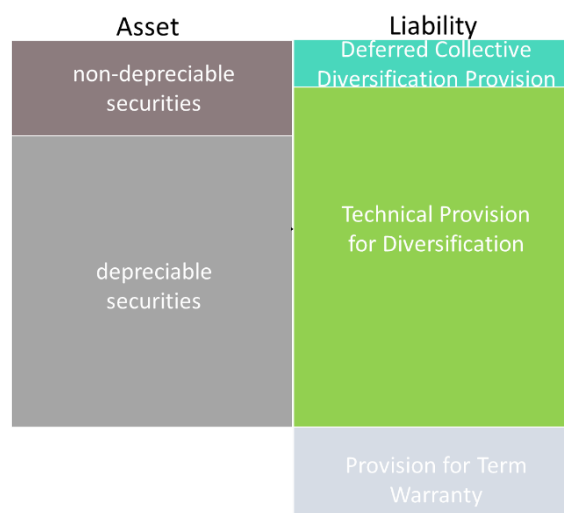 Asset
Liability
non-depreciable
securities
Deferred Collective
Diversification Provision
Technical Provision
for Diversification
depreciable
securities
Provision for Term
Warranty